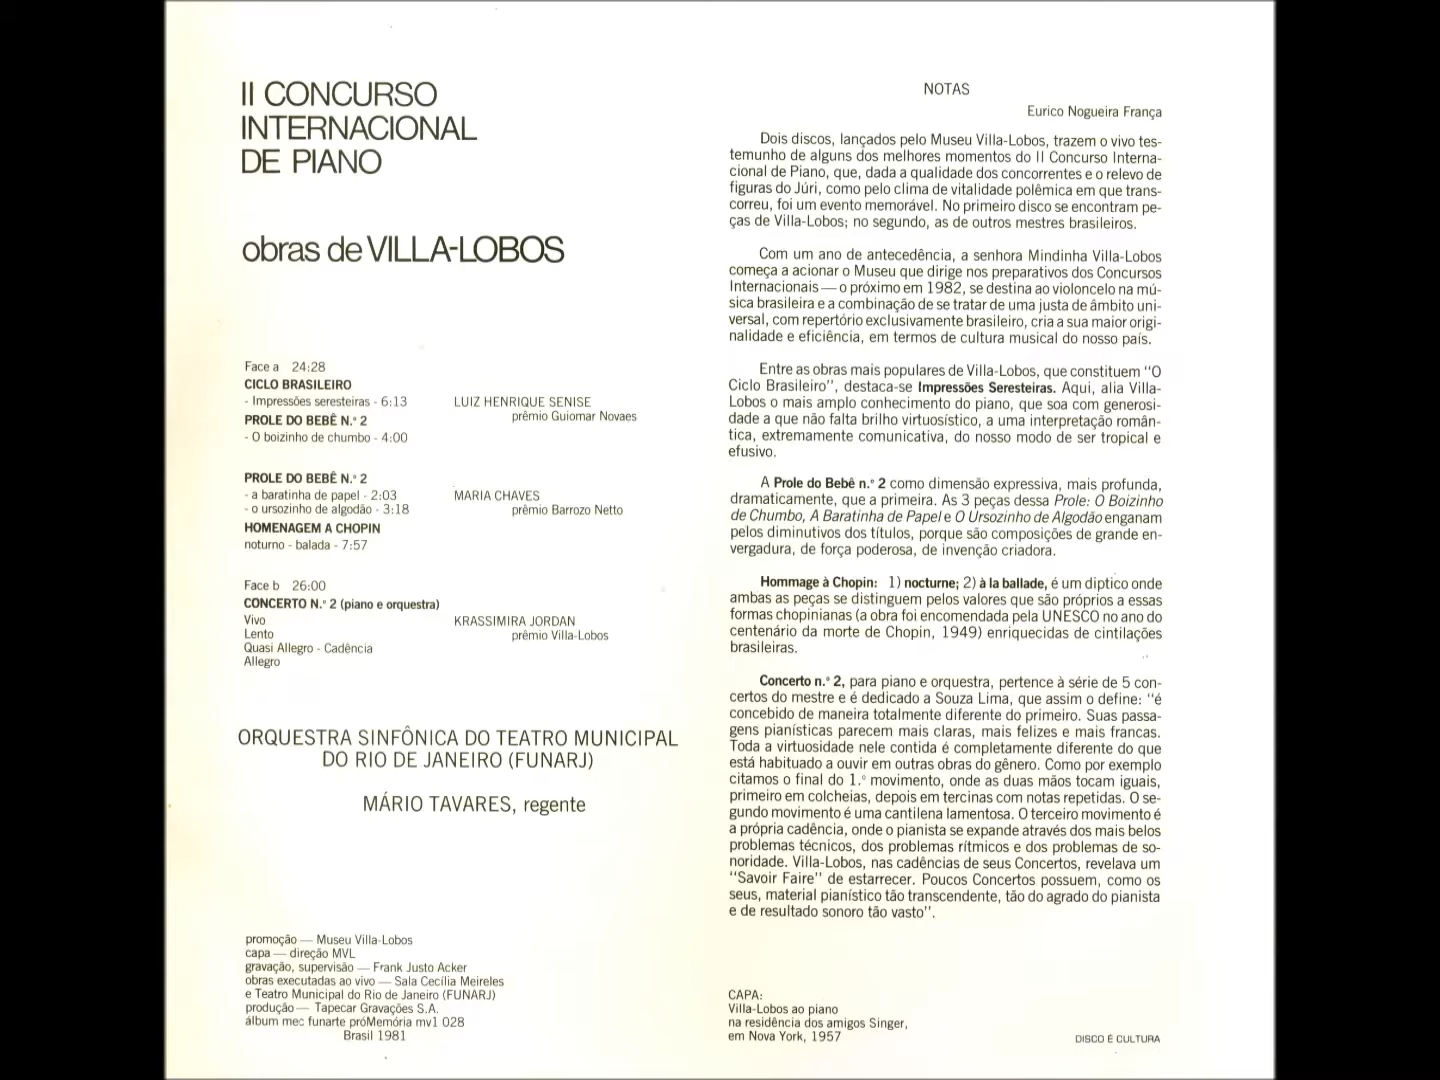 II CONCURSO
INTERNACIONAL
DE PIANO
obras de VILLA-LOBOS
Face a 24:28
CICLO BRASILEIRO
- Impressões seresteiras - 6:13
LUIZ HENRIQUE SENISE
prêmio Guiomar Novaes
PROLE DO BEBÊ N.º 2
- O boizinho de chumbo - 4:00
PROLE DO BEBÊ N.º 2
- a baratinha de papel - 2:03
MARIA CHAVES
- o ursozinho de algodão - 3:18
prêmio Barrozo Netto
HOMENAGEM A CHOPIN
noturno - balada - 7:57
Face b 26:00
CONCERTO N.º 2 (piano e orquestra)
Vivo
KRASSIMIRA JORDAN
Lento
prêmio Villa-Lobos
Quasi Allegro - Cadência
Allegro
ORQUESTRA SINFÔNICA DO TEATRO MUNICIPAL
DO RIO DE JANEIRO (FUNARJ)
MÁRIO TAVARES, regente
promoção — Museu Villa-Lobos
capa — direção MVL
gravação, supervisão — Frank Justo Acker
obras executadas ao vivo — Sala Cecília Meireles
e Teatro Municipal do Rio de Janeiro (FUNARJ)
produção — Tapecar Gravações S.A.
álbum mec funarte próMemória mvl 028
Brasil 1981
NOTAS
Eurico Nogueira França
Dois discos, lançados pelo Museu Villa-Lobos, trazem o vivo tes-
temunho de alguns dos melhores momentos do II Concurso Interna-
cional de Piano, que, dada a qualidade dos concorrentes e o relevo de
figuras do Júri, como pelo clima de vitalidade polêmica em que trans-
correu, foi um evento memorável. No primeiro disco se encontram pe-
ças de Villa-Lobos; no segundo, as de outros mestres brasileiros.
Com um ano de antecedência, a senhora Mindinha Villa-Lobos
começa a acionar o Museu que dirige nos preparativos dos Concursos
Internacionais — o próximo em 1982, se destina ao violoncelo na mú-
sica brasileira e a combinação de se tratar de uma justa de âmbito uni-
versal, com repertório exclusivamente brasileiro, cria a sua maior origi-
nalidade e eficiência, em termos de cultura musical do nosso país.
Entre as obras mais populares de Villa-Lobos, que constituem "O
Ciclo Brasileiro", destaca-se Impressões Seresteiras. Aqui, alia Villa-
Lobos o mais amplo conhecimento do piano, que soa com generosi-
dade a que não falta brilho virtuosístico, a uma interpretação român-
tica, extremamente comunicativa, do nosso modo de ser tropical e
efusivo.
A Prole do Bebê n.º 2 como dimensão expressiva, mais profunda,
dramaticamente, que a primeira. As 3 peças dessa Prole: O Boizinho
de Chumbo, A Baratinha de Papel e O Ursozinho de Algodão enganam
pelos diminutivos dos títulos, porque são composições de grande en-
vergadura, de força poderosa, de invenção criadora.
Hommage à Chopin: 1) nocturne; 2) à la ballade, é um diptico onde
ambas as peças se distinguem pelos valores que são próprios a essas
formas chopinianas (a obra foi encomendada pela UNESCO no ano do
centenário da morte de Chopin, 1949) enriquecidas de cintilações
brasileiras.
Concerto n.º 2, para piano e orquestra, pertence à série de 5 con-
certos do mestre e é dedicado a Souza Lima, que assim o define: "é
concebido de maneira totalmente diferente do primeiro. Suas passa-
gens pianísticas parecem mais claras, mais felizes e mais francas.
Toda a virtuosidade nele contida é completamente diferente do que
está habituado a ouvir em outras obras do gênero. Como por exemplo
citamos o final do 1.º movimento, onde as duas mãos tocam iguais,
primeiro em colcheias, depois em tercinas com notas repetidas. O se-
gundo movimento é uma cantilena lamentosa. O terceiro movimento é
a própria cadência, onde o pianista se expande através dos mais belos
problemas técnicos, dos problemas rítmicos e dos problemas de so-
noridade. Villa-Lobos, nas cadências de seus Concertos, revelava um
"Savoir Faire" de estarrecer. Poucos Concertos possuem, como os
seus, material pianístico tão transcendente, tão do agrado do pianista
e de resultado sonoro tão vasto".
CAPA:
Villa-Lobos ao piano
na residência dos amigos Singer,
em Nova York, 1957
DISCO É CULTURA